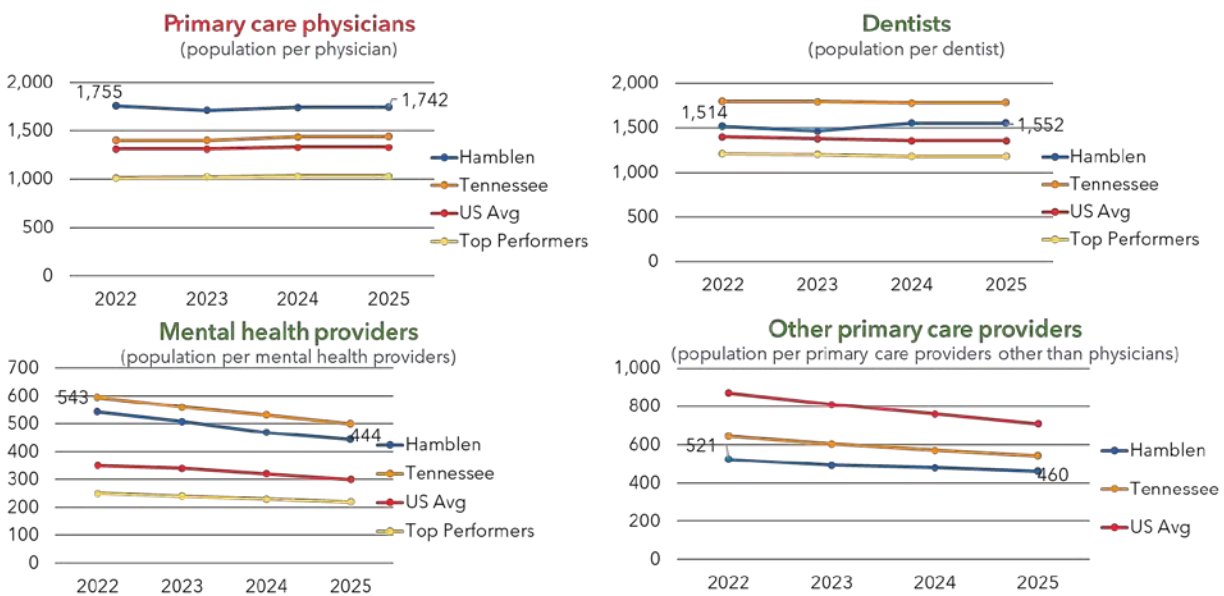 Primary care physicians
(population per physician)
2,000
1,755
1,742
1,500
1,000
500
0
2022 2023 2024 2025
Hamblen
Tennessee
US Avg
Top Performers
Dentists
(population per dentist)
2,000
1,514
1,552
1,500
1,000
500
0
2022 2023 2024 2025
Hamblen
Tennessee
US Avg
Top Performers
Mental health providers
(population per mental health providers)
700
600
543
500
444
400
300
200
100
0
2022 2023 2024 2025
Hamblen
Tennessee
US Avg
Top Performers
Other primary care providers
(population per primary care providers other than physicians)
1,000
800
600
521
460
400
200
0
2022 2023 2024 2025
Hamblen
Tennessee
US Avg